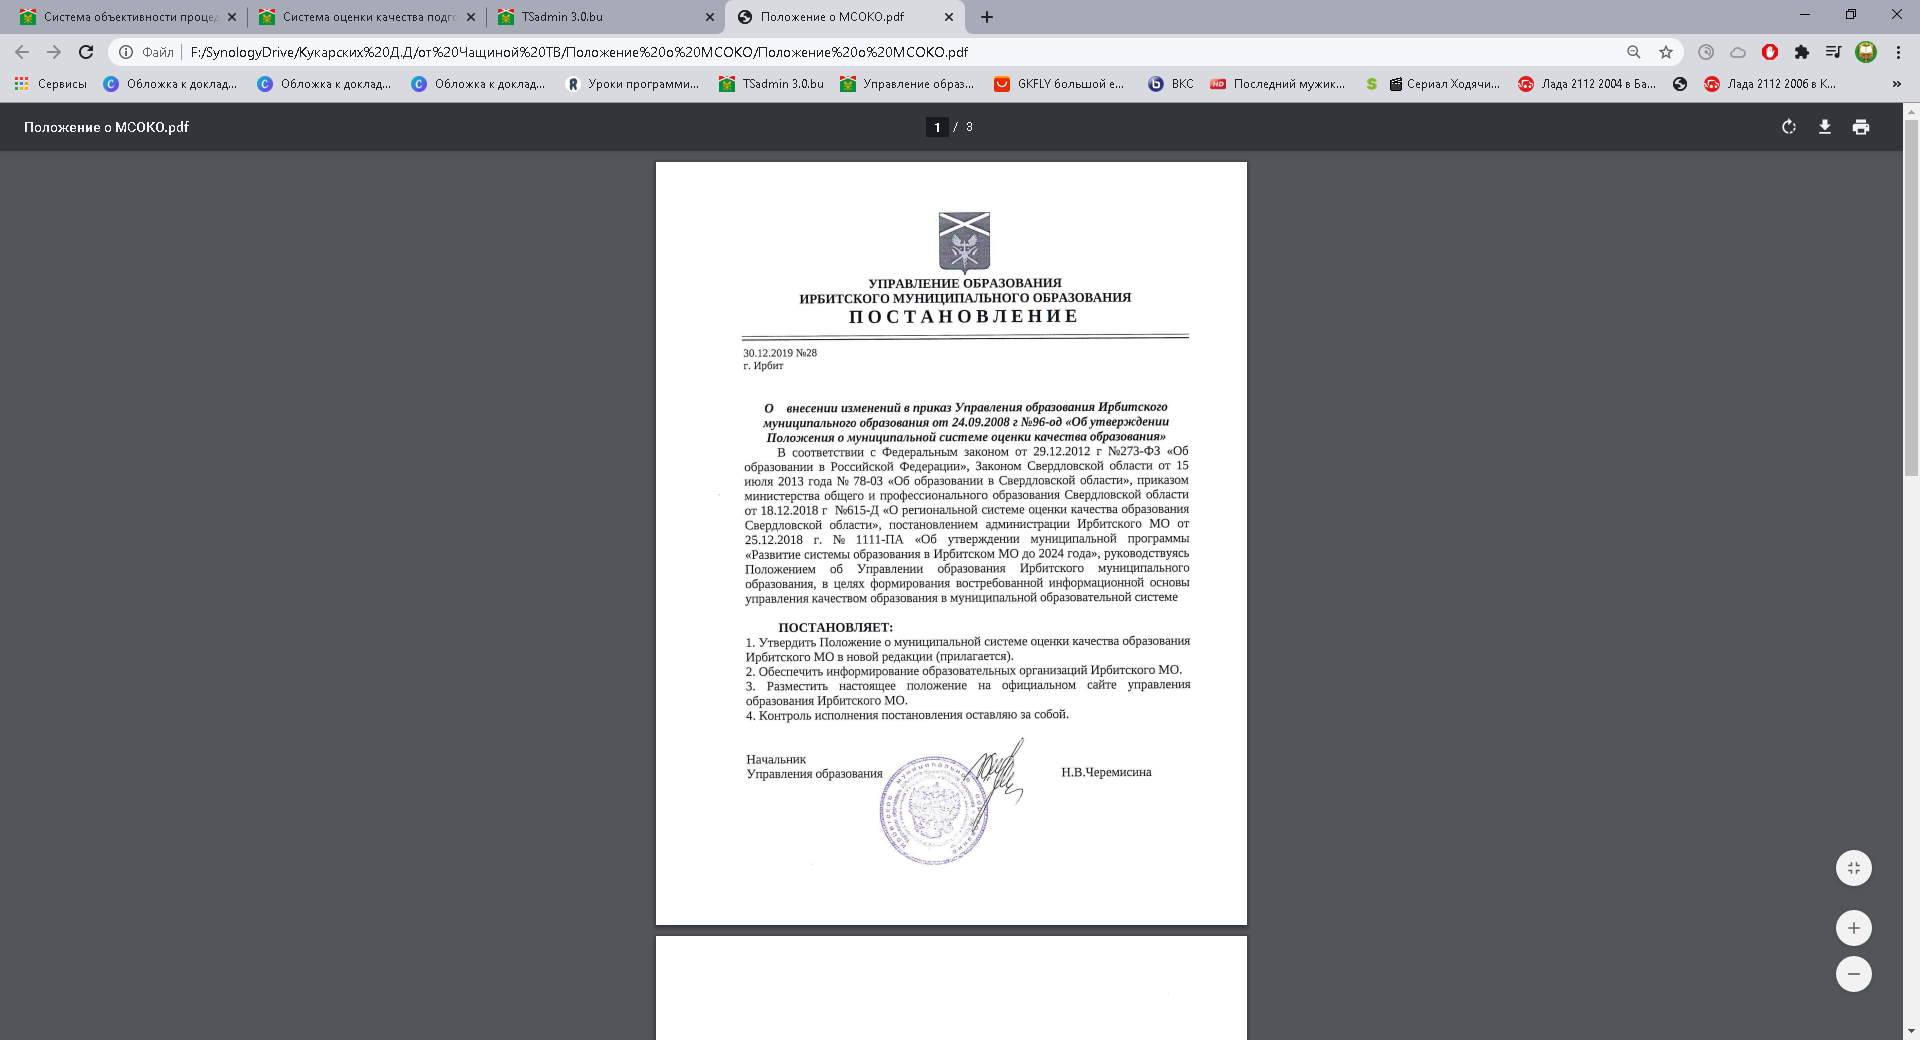 Система объективности процед
Система оценки качества подго
TSadmin 3.0.bu
Положение о МСОКО.pdf
Файл
F:/SynologyDrive/Кукарских%20Д.Д/от%20Чащиной%20ТВ/Положение%20о%20МСОКО/Положение%20о%20МСОКО.pdf
Сервисы
Обложка к доклад...
Обложка к доклад...
Обложка к доклад...
Уроки программи...
TSadmin 3.0.bu
Управление образ...
GKFLY большой е...
ВКС
Последний мужик...
Сериал Ходячи...
Лада 2112 2004 в Ба...
Лада 2112 2006 в К...
»
Положение о МСОКО.pdf
1 / 3
УПРАВЛЕНИЕ ОБРАЗОВАНИЯ
ИРБИТСКОГО МУНИЦИПАЛЬНОГО ОБРАЗОВАНИЯ
ПОСТАНОВЛЕНИЕ
30.12.2019 №28
г. Ирбит
О внесении изменений в приказ Управления образования Ирбитского
муниципального образования от 24.09.2008 г №96-од «Об утверждении
Положения о муниципальной системе оценки качества образования»
В соответствии с Федеральным законом от 29.12.2012 г №273-ФЗ «Об
образовании в Российской Федерации», Законом Свердловской области от 15
июля 2013 года № 78-03 «Об образовании в Свердловской области», приказом
министерства общего и профессионального образования Свердловской области
от 18.12.2018 г №615-Д «О региональной системе оценки качества образования
Свердловской области», постановлением администрации Ирбитского МО от
25.12.2018 г. № 1111-ПА «Об утверждении муниципальной программы
«Развитие системы образования в Ирбитском МО до 2024 года», руководствуясь
Положением об Управлении образования Ирбитского муниципального
образования, в целях формирования востребованной информационной основы
управления качеством образования в муниципальной образовательной системе
ПОСТАНОВЛЯЕТ:
1. Утвердить Положение о муниципальной системе оценки качества образования
Ирбитского МО в новой редакции (прилагается).
2. Обеспечить информирование образовательных организаций Ирбитского МО.
3. Разместить настоящее положение на официальном сайте управления
образования Ирбитского МО.
4. Контроль исполнения постановления оставляю за собой.
Начальник
Управления образования
Н.В.Черемисина
Ирбитское муниципальное образование